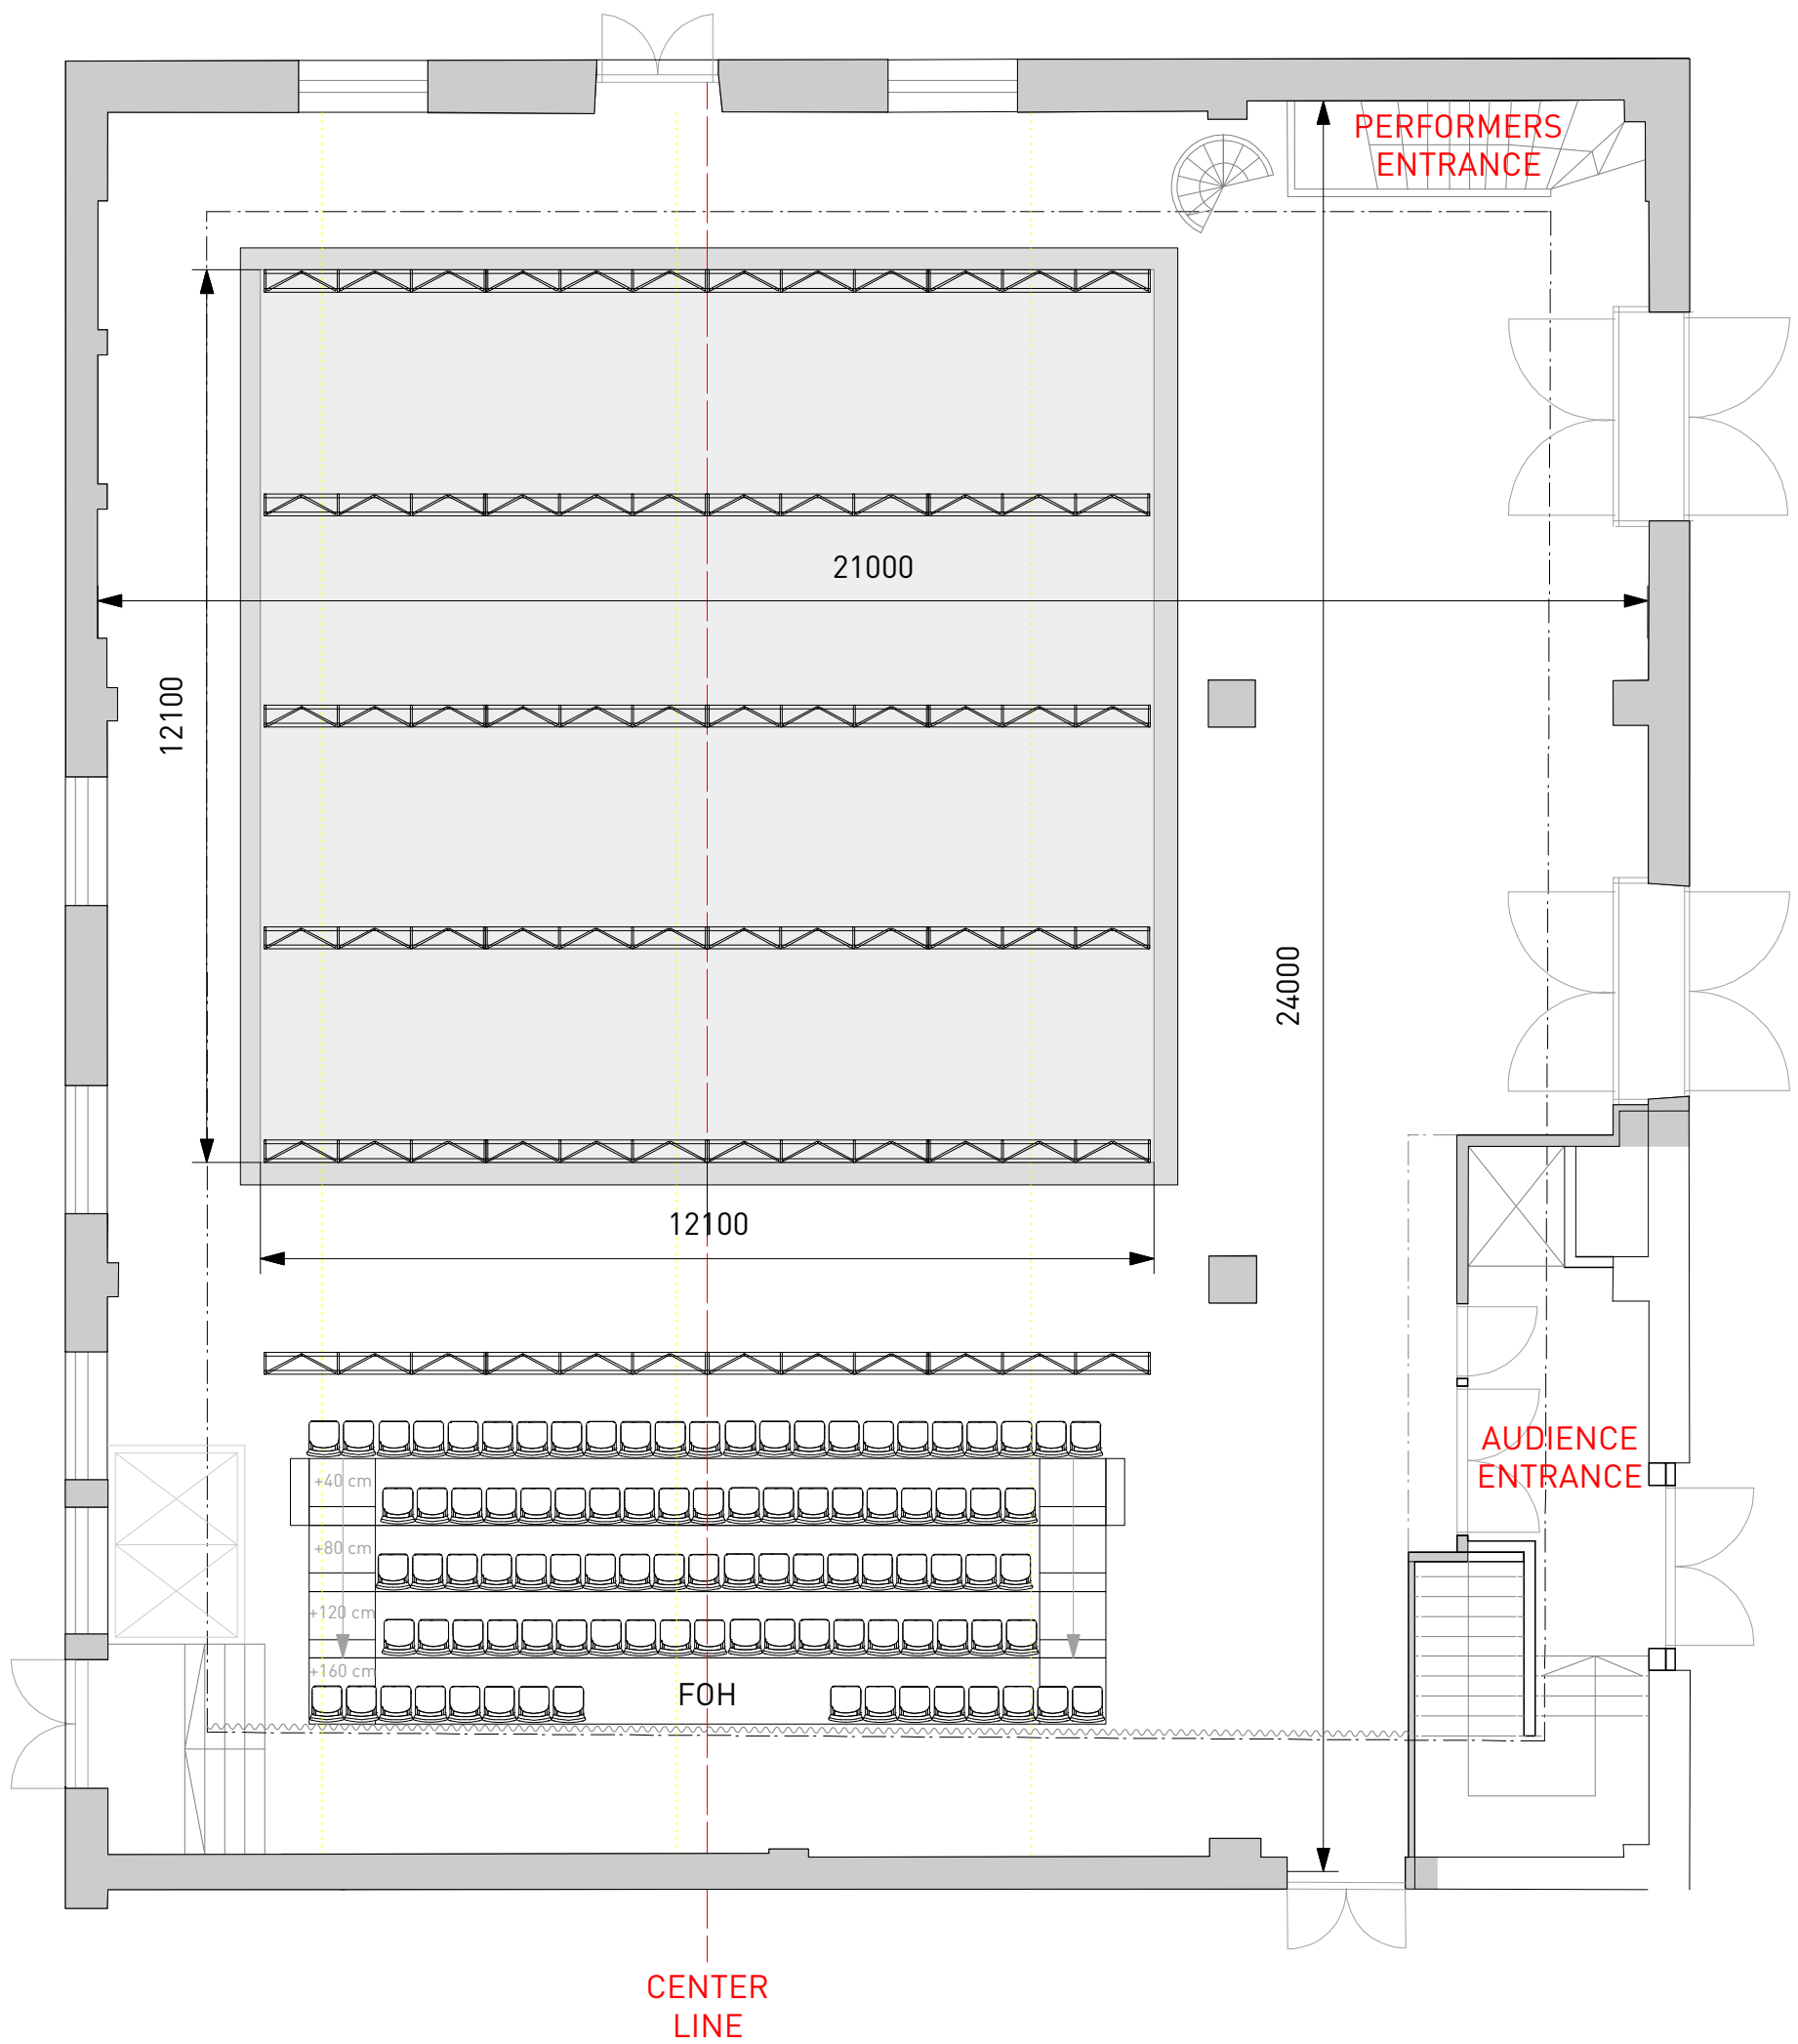 PERFORMERS
ENTRANCE
21000
12100
24000
12100
AUDIENCE
ENTRANCE
+40 cm
+80 cm
+120 cm
+160 cm
FOH
CENTER
LINE